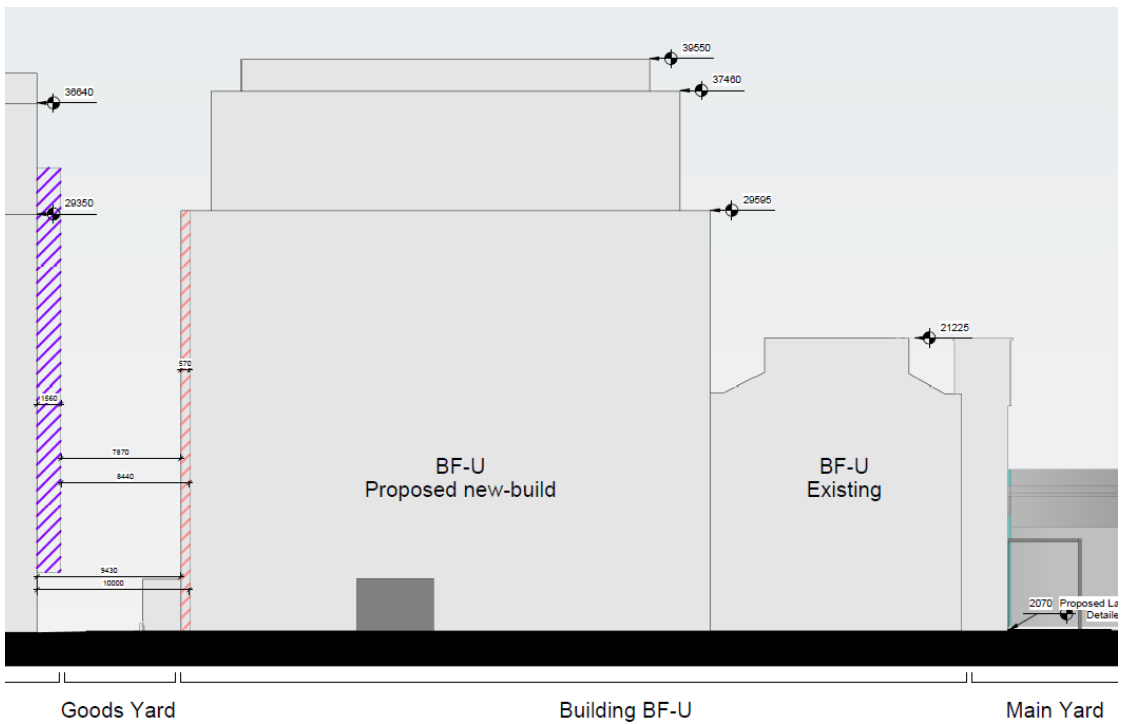 39550
37460
36640
29350
29595
21225
570
1560
7870
8440
BF-U
Proposed new-build
BF-U
Existing
9430
10000
2070 Proposed La
Detaile
Goods Yard
Building BF-U
Main Yard